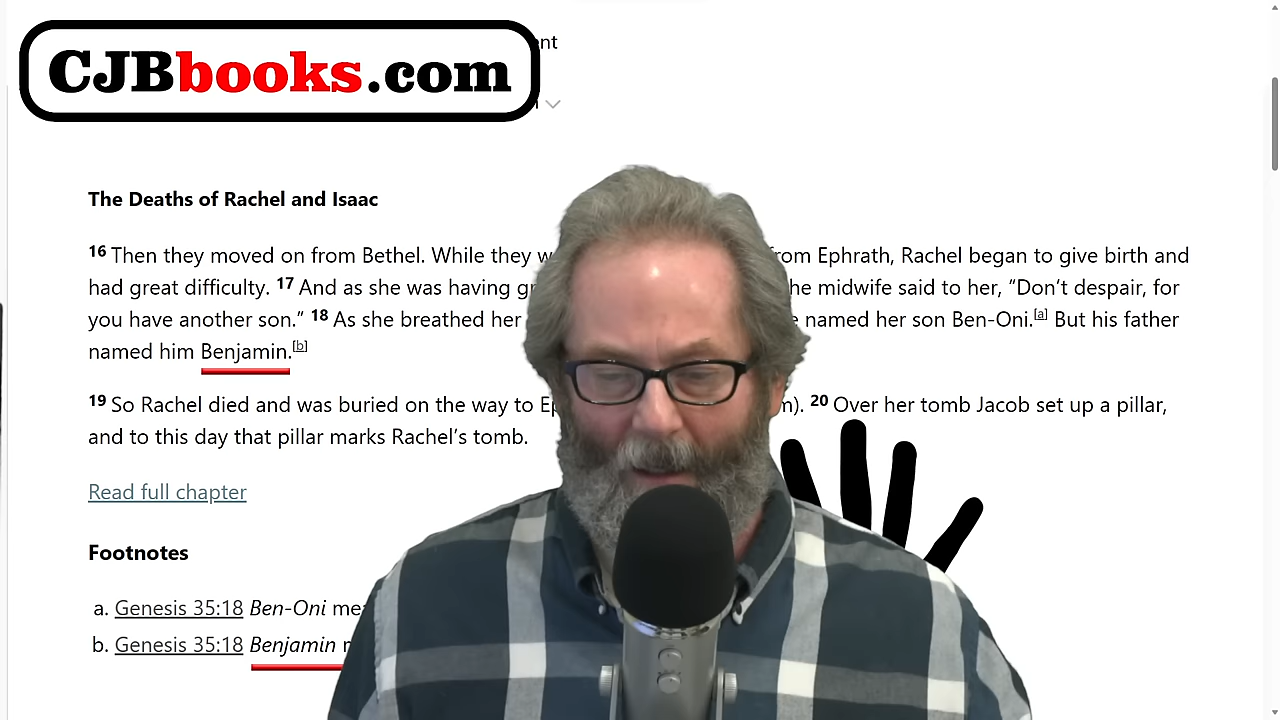 CJBbooks.com
The Deaths of Rachel and Isaac
16 Then they moved on from Bethel. While they from Ephrath, Rachel began to give birth and
had great difficulty. 17 And as she was having the midwife said to her, “Don’t despair, for
you have another son.” 18 As she breathed her named her son Ben-Oni.[a] But his father
named him Benjamin.[b]
19 So Rachel died and was buried on the way to 20 Over her tomb Jacob set up a pillar,
and to this day that pillar marks Rachel’s tomb.
Read full chapter
Footnotes
a. Genesis 35:18 Ben-Oni
b. Genesis 35:18 Benjamin